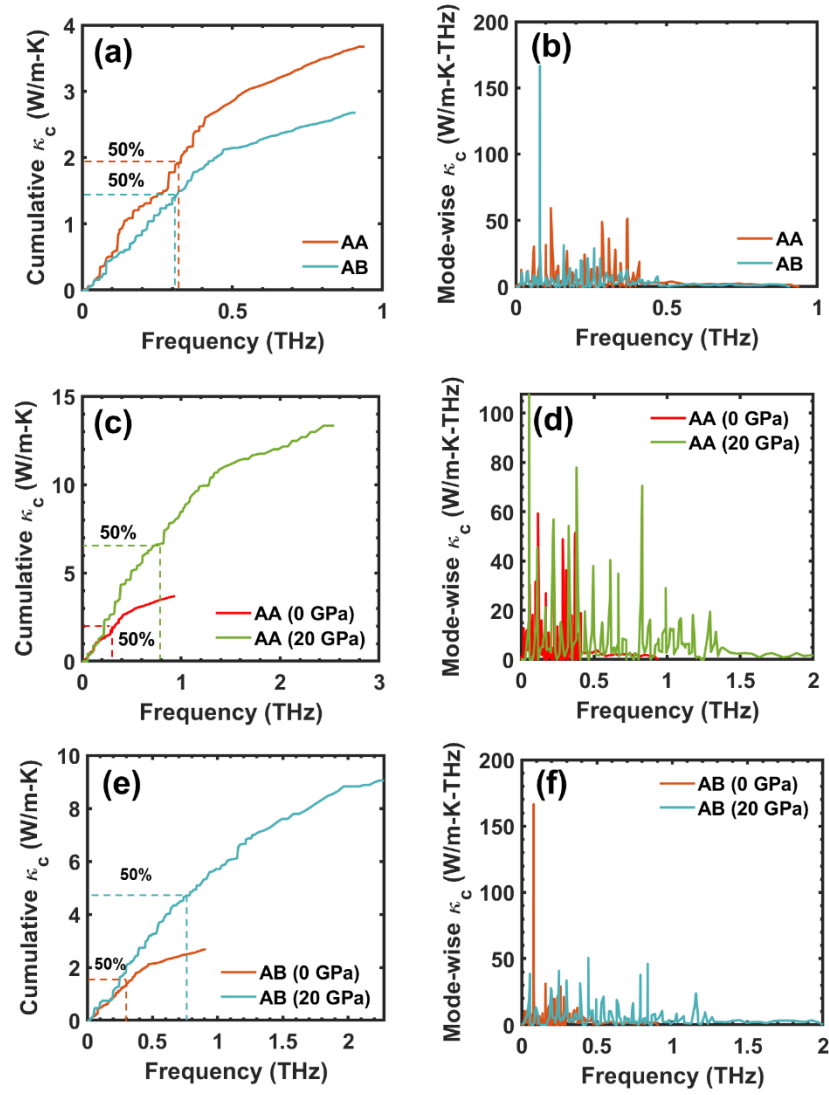 (a)
Cumulative κc (W/m-K)
4
3
2
1
0
50%
50%
AA
AB
0
0.5
1
Frequency (THz)
(b)
Mode-wise κc (W/m-K-THz)
200
150
100
50
0
AA
AB
0
0.5
1
Frequency (THz)
(c)
Cumulative κc (W/m-K)
15
10
5
0
50%
50%
AA (0 GPa)
AA (20 GPa)
0
1
2
3
Frequency (THz)
(d)
Mode-wise κc (W/m-K-THz)
100
80
60
40
20
0
AA (0 GPa)
AA (20 GPa)
0
0.5
1
1.5
2
Frequency (THz)
(e)
Cumulative κc (W/m-K)
10
8
6
4
2
0
50%
50%
AB (0 GPa)
AB (20 GPa)
0
0.5
1
1.5
2
Frequency (THz)
(f)
Mode-wise κc (W/m-K-THz)
200
150
100
50
0
AB (0 GPa)
AB (20 GPa)
0
0.5
1
1.5
2
Frequency (THz)